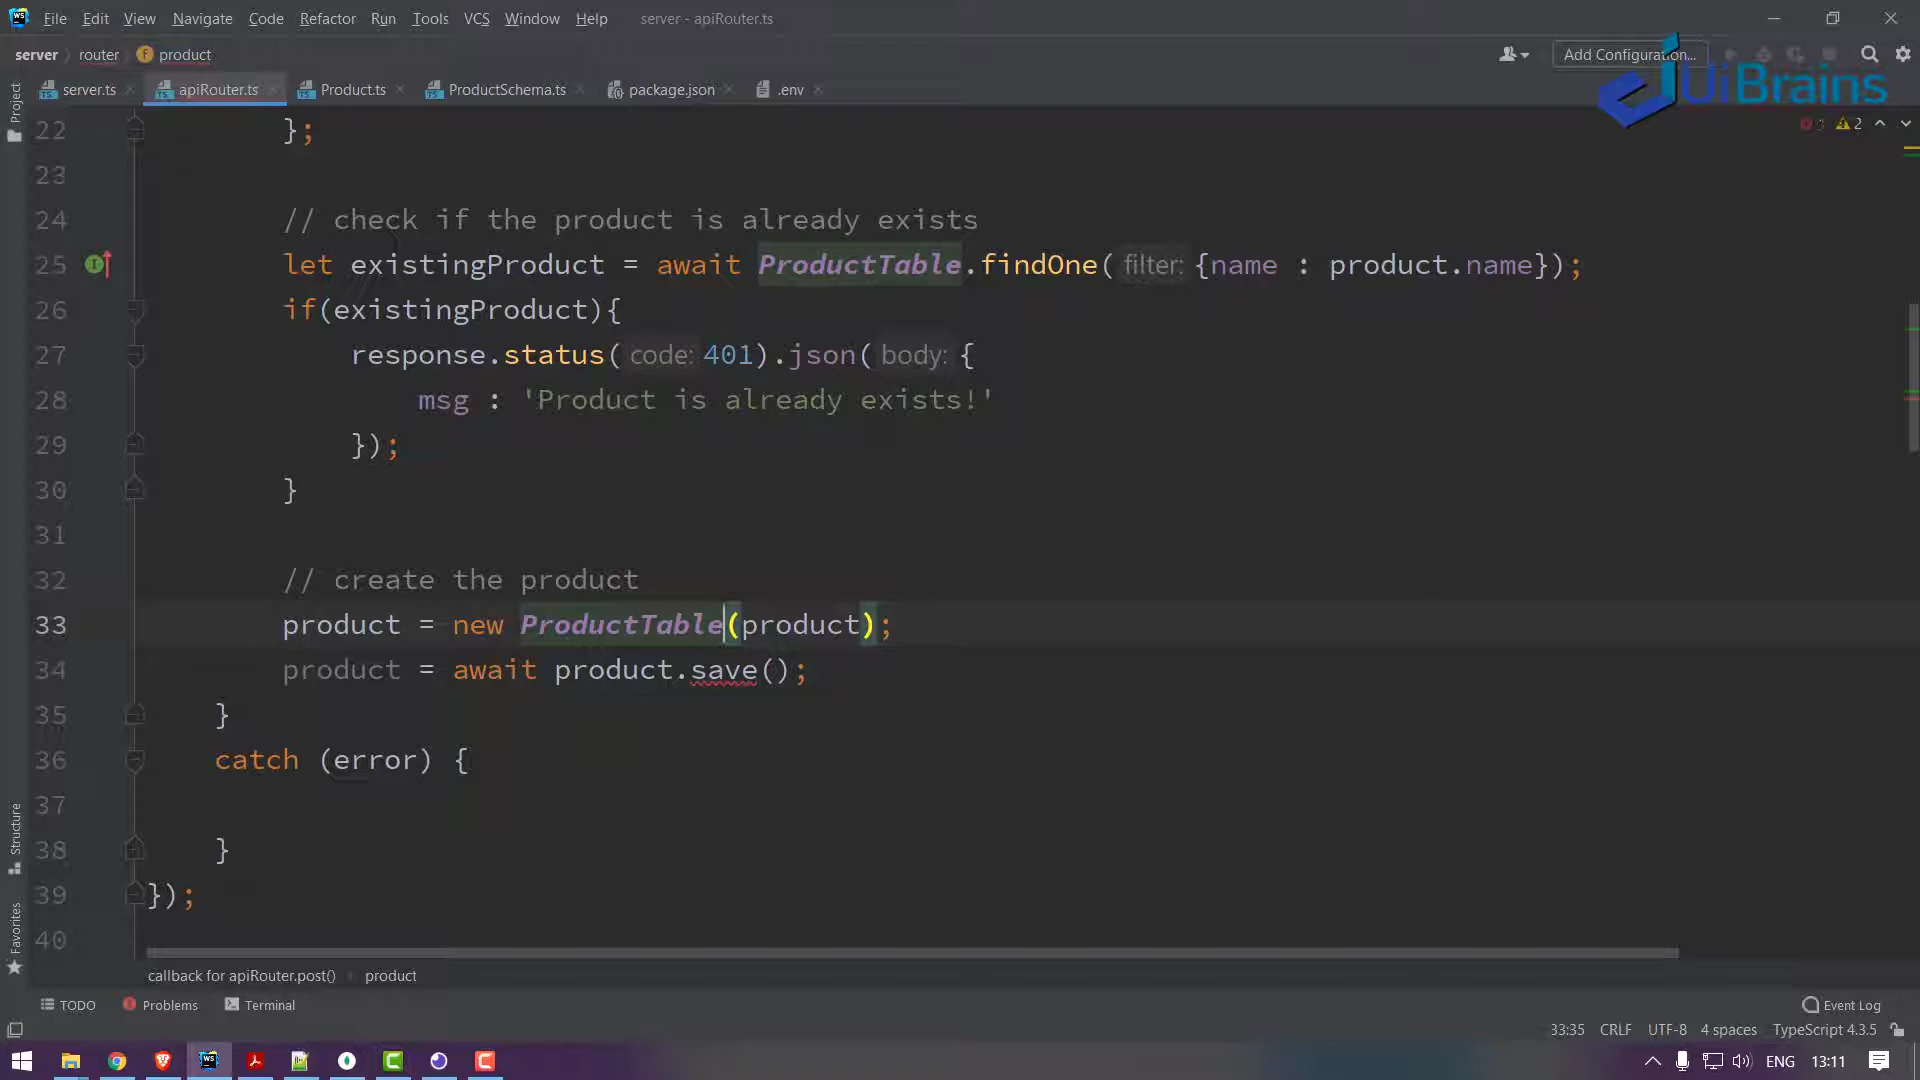 File Edit View Navigate Code Refactor Run Tools VCS Window Help server - apiRouter.ts
server router product Add Configuration...
server.ts apiRouter.ts Product.ts ProductSchema.ts package.json .env
UiBrains
2
Project
22 };
23
24 // check if the product is already exists
25 let existingProduct = await ProductTable.findOne( filter: {name : product.name});
26 if(existingProduct){
27 response.status( code: 401).json( body: {
28 msg : 'Product is already exists!'
29 });
30 }
31
32 // create the product
33 product = new ProductTable(product);
34 product = await product.save();
35 }
36 catch (error) {
37
38 }
39 });
40
Structure
Favorites
callback for apiRouter.post() product
TODO Problems Terminal Event Log
33:35 CRLF UTF-8 4 spaces TypeScript 4.3.5
WS ENG 13:11